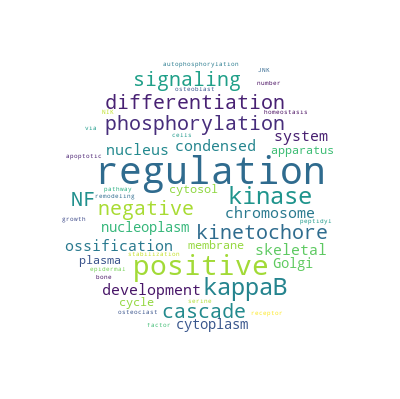 autophosphorylation
JNK
signaling
osteoblast
number
differentiation
homeostasis
phosphorylation
via
system
nucleus condensed
apparatus
apoptotic
regulation
pathway
cytosol
remodeling
NF kinase
negative
chromosome
growth
nucleoplasm
kinetochore
peptidyl
ossification
membrane
skeletal
plasma
stabilization
Golgi
epidermal
positive
bone
development kappaB
cycle
serine
osteoclast
cascade
receptor
factor
cytoplasm